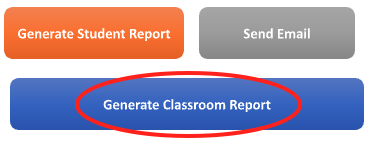 Generate Student Report
Send Email
Generate Classroom Report